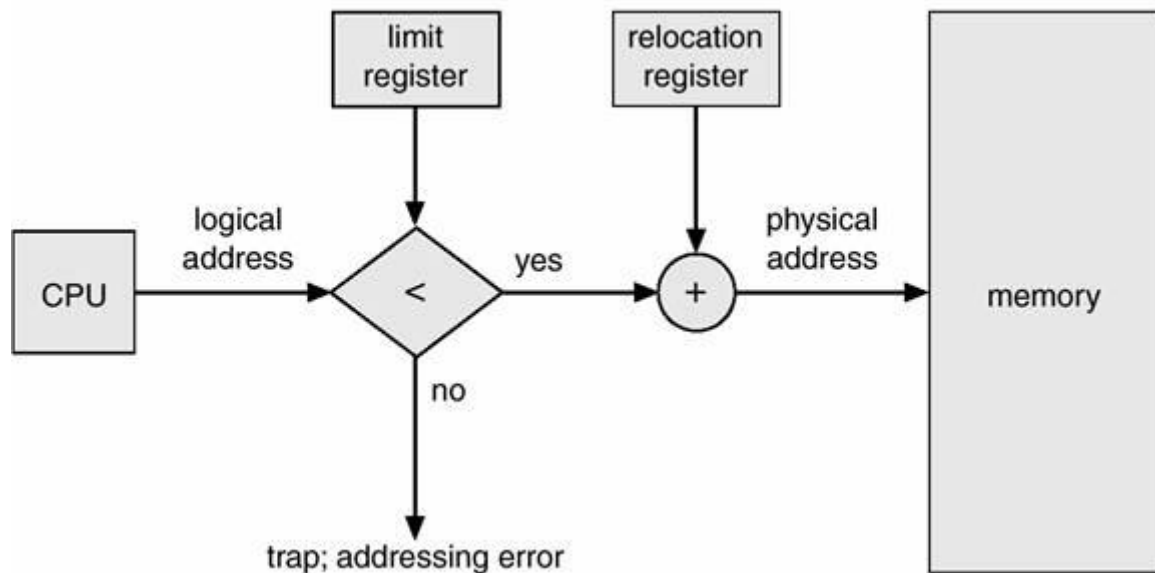 limit
register
relocation
register
logical
address
physical
address
CPU
<
yes
+
memory
no
trap; addressing error